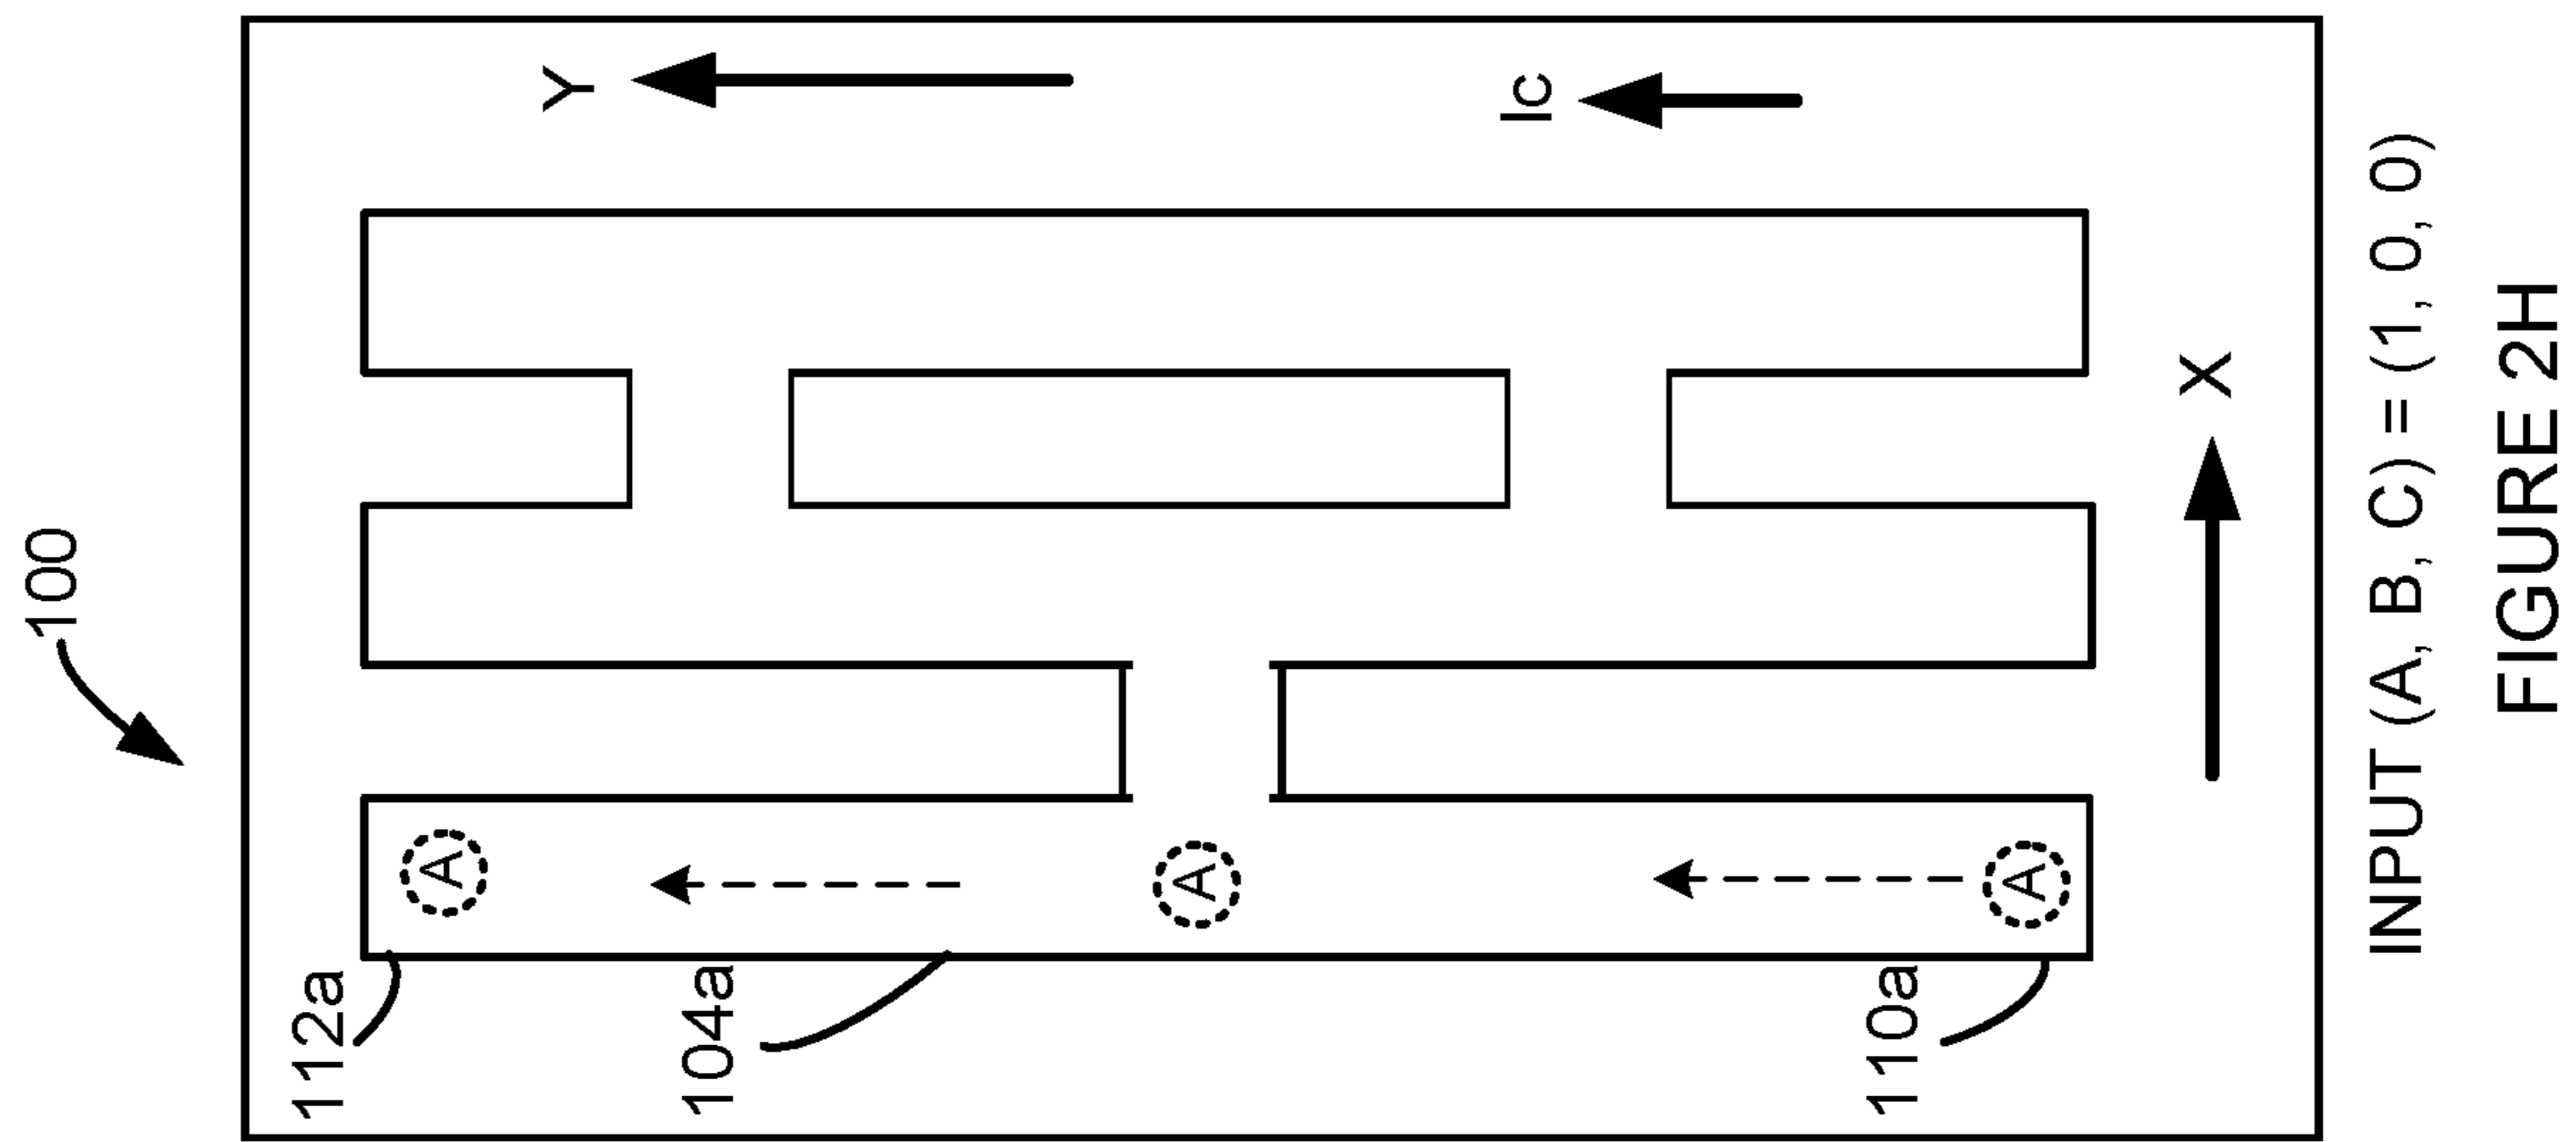 100
112a
104a
110a
A
A
A
Y
Ic
X
INPUT (A, B, C) = (1, 0, 0)
FIGURE 2H